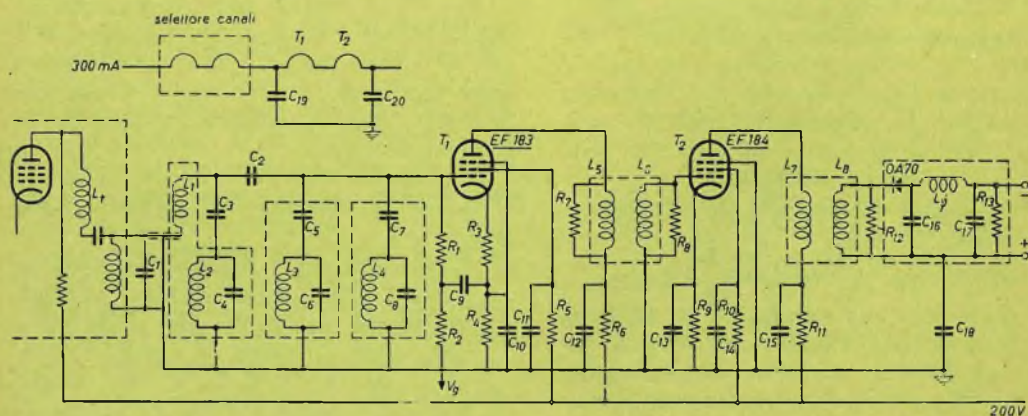 selettore canali
300 mA
T1
T2
C19
C20
T1
EF 183
T2
EF 184
L1
C2
L5
L6
L7
L8
OA70
Lt
C3
C5
C7
R1
R3
R7
R8
R12
C16
C17
R13
C1
L2
C4
L3
C6
L4
C8
C9
R2
R4
C10
C11
R5
C12
R6
C13
R9
R10
C14
C15
R11
C18
Vg
200V